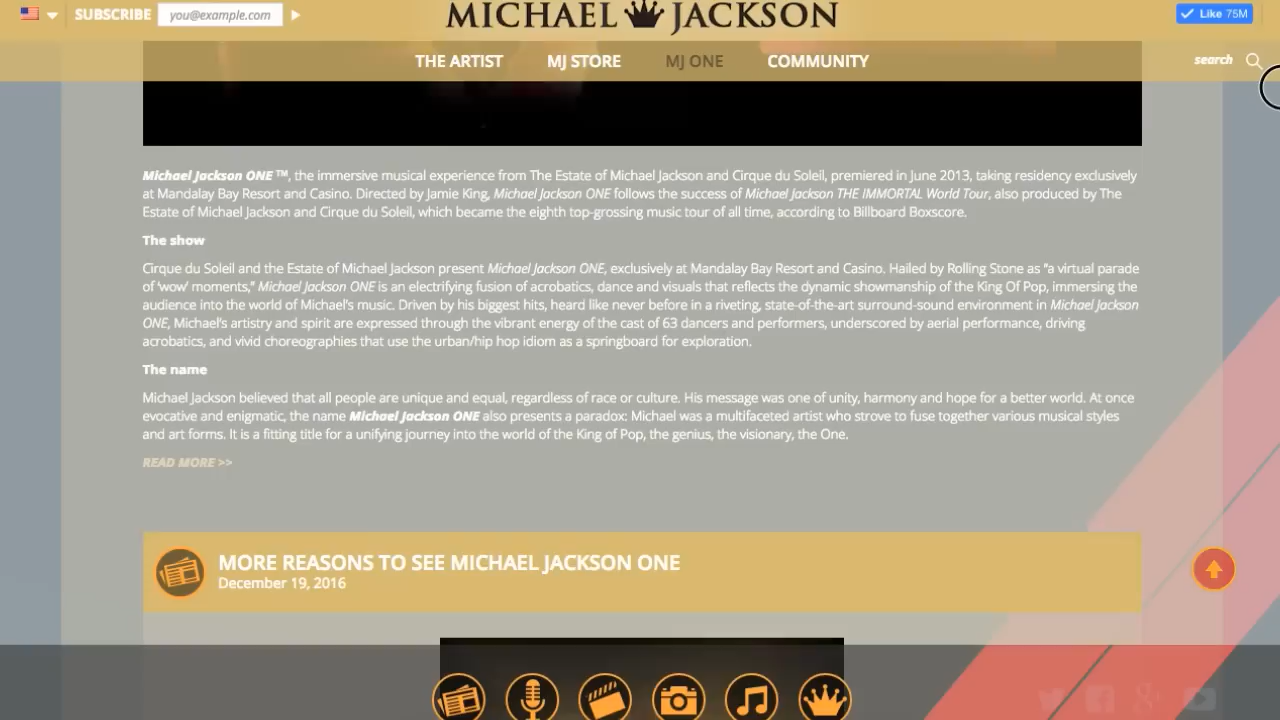 SUBSCRIBE you@example.com
MICHAEL JACKSON
Like 75M
THE ARTIST MJ STORE MJ ONE COMMUNITY
search
Michael Jackson ONE ™, the immersive musical experience from The Estate of Michael Jackson and Cirque du Soleil, premiered in June 2013, taking residency exclusively
at Mandalay Bay Resort and Casino. Directed by Jamie King, Michael Jackson ONE follows the success of Michael Jackson THE IMMORTAL World Tour, also produced by The
Estate of Michael Jackson and Cirque du Soleil, which became the eighth top-grossing music tour of all time, according to Billboard Boxscore.
The show
Cirque du Soleil and the Estate of Michael Jackson present Michael Jackson ONE, exclusively at Mandalay Bay Resort and Casino. Hailed by Rolling Stone as "a virtual parade
of 'wow' moments," Michael Jackson ONE is an electrifying fusion of acrobatics, dance and visuals that reflects the dynamic showmanship of the King Of Pop, immersing the
audience into the world of Michael's music. Driven by his biggest hits, heard like never before in a riveting, state-of-the-art surround-sound environment in Michael Jackson
ONE, Michael's artistry and spirit are expressed through the vibrant energy of the cast of 63 dancers and performers, underscored by aerial performance, driving
acrobatics, and vivid choreographies that use the urban/hip hop idiom as a springboard for exploration.
The name
Michael Jackson believed that all people are unique and equal, regardless of race or culture. His message was one of unity, harmony and hope for a better world. At once
evocative and enigmatic, the name Michael Jackson ONE also presents a paradox: Michael was a multifaceted artist who strove to fuse together various musical styles
and art forms. It is a fitting title for a unifying journey into the world of the King of Pop, the genius, the visionary, the One.
READ MORE >>
MORE REASONS TO SEE MICHAEL JACKSON ONE
December 19, 2016